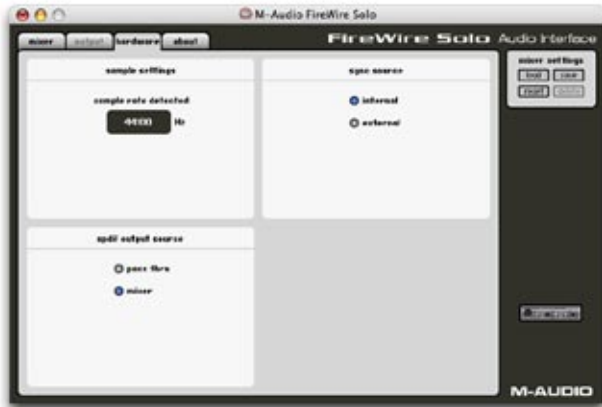 M-Audio FireWire Solo
mixer output hardware about
FireWire Solo Audio Interface
sample settings
sample rate detected
44100 Hz
sync source
internal
external
mixer settings
load save
reset delete
spdif output source
pass thru
mixer
M-AUDIO